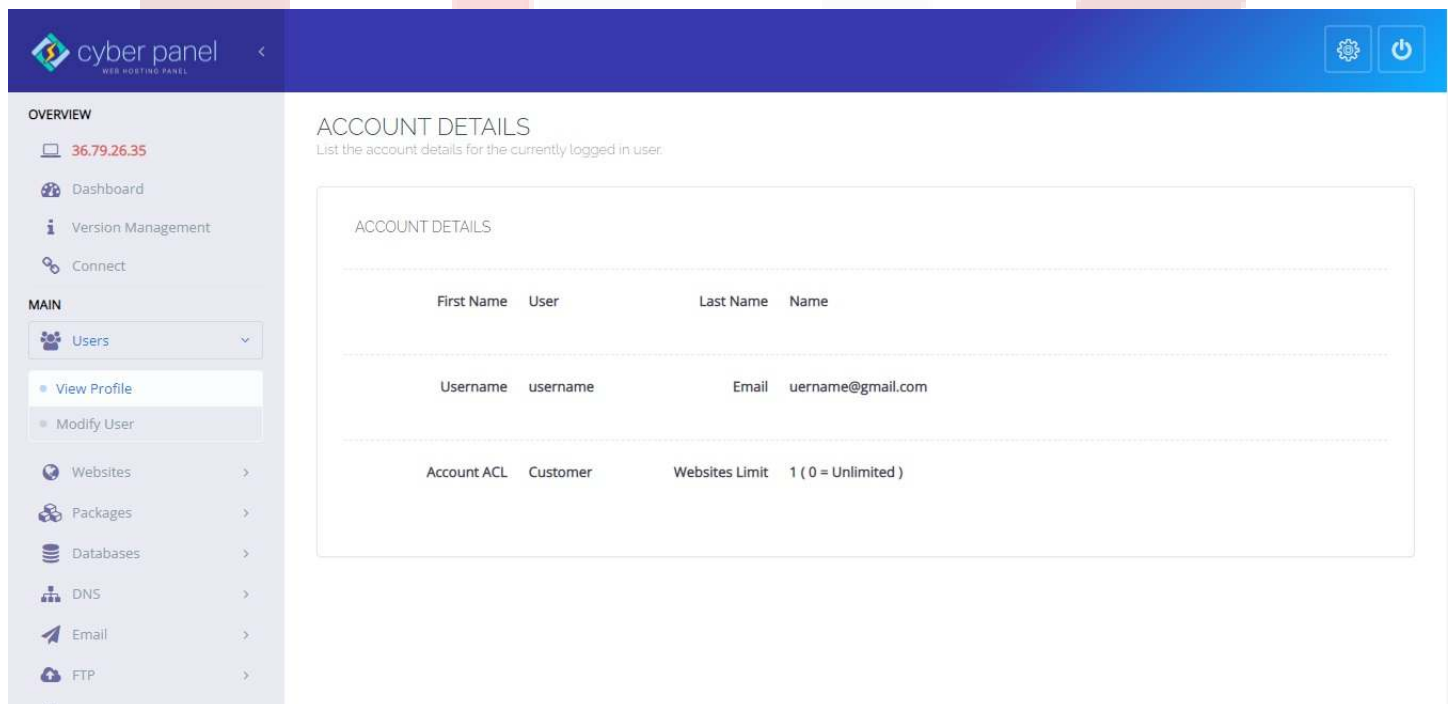 cyber panel
WEB HOSTING PANEL
OVERVIEW
36.79.26.35
Dashboard
Version Management
Connect
MAIN
Users
View Profile
Modify User
Websites
Packages
Databases
DNS
Email
FTP
ACCOUNT DETAILS
List the account details for the currently logged in user.
ACCOUNT DETAILS
First Name User Last Name Name
Username username Email uername@gmail.com
Account ACL Customer Websites Limit 1 ( 0 = Unlimited )